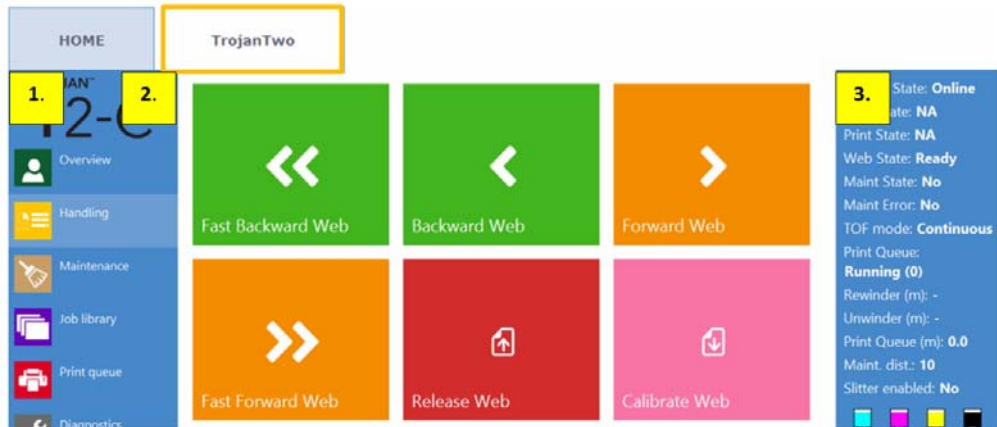 HOME
TrojanTwo
1.
2.
Overview
Handling
Maintenance
Job library
Print queue
Diagnostics
Fast Backward Web
Backward Web
Forward Web
Fast Forward Web
Release Web
Calibrate Web
3.
State: Online
NA
Print State: NA
Web State: Ready
Maint State: No
Maint Error: No
TOF mode: Continuous
Print Queue:
Running (0)
Rewinder (m): -
Unwinder (m): -
Print Queue (m): 0.0
Maint. dist.: 10
Slitter enabled: No